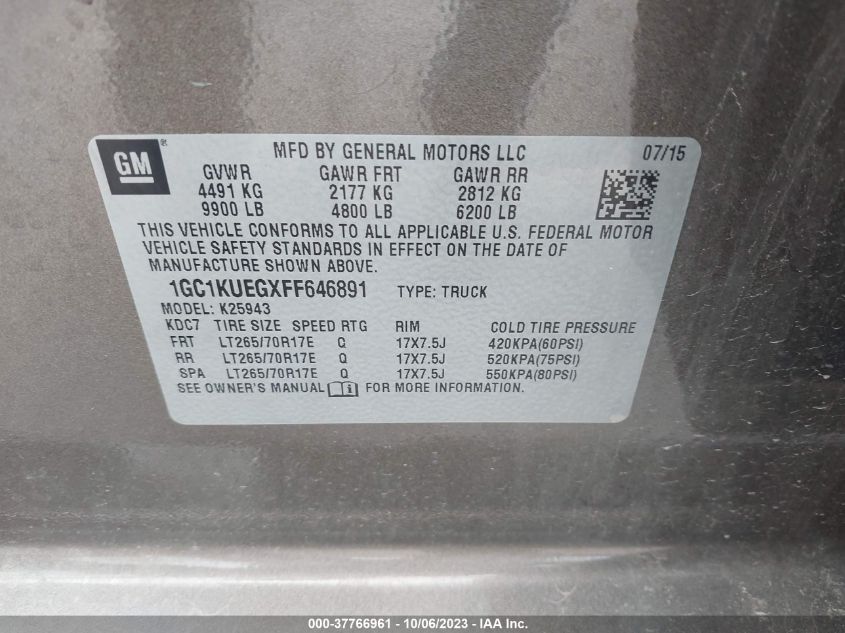 GM ® MFD BY GENERAL MOTORS LLC 07/15
GVWR GAWR FRT GAWR RR
4491 KG 2177 KG 2812 KG
9900 LB 4800 LB 6200 LB
THIS VEHICLE CONFORMS TO ALL APPLICABLE U.S. FEDERAL MOTOR
VEHICLE SAFETY STANDARDS IN EFFECT ON THE DATE OF
MANUFACTURE SHOWN ABOVE.
1GC1KUEGXFF646891 TYPE: TRUCK
MODEL: K25943
KDC7 TIRE SIZE SPEED RTG RIM COLD TIRE PRESSURE
FRT LT265/70R17E Q 17X7.5J 420KPA(60PSI)
RR LT265/70R17E Q 17X7.5J 520KPA(75PSI)
SPA LT265/70R17E Q 17X7.5J 550KPA(80PSI)
SEE OWNER'S MANUAL FOR MORE INFORMATION.
000-37766961 - 10/06/2023 - U.S. Funds - IAA Inc.